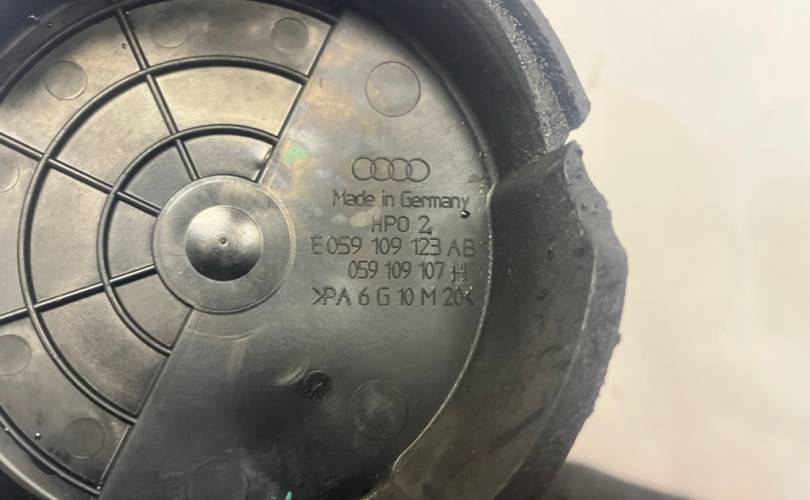 Made in Germany
HPO 2
E 059 109 123 AB
059 109 107 H
>PA 6 G 10 M 20<